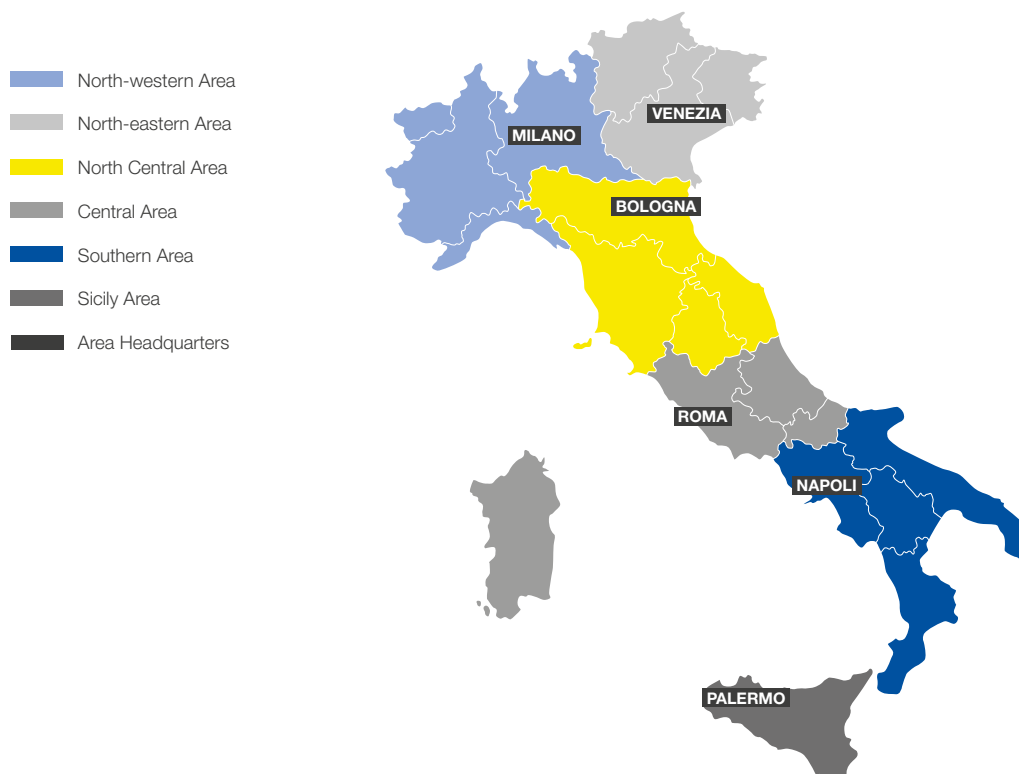 North-western Area
North-eastern Area
North Central Area
Central Area
Southern Area
Sicily Area
Area Headquarters
VENEZIA
MILANO
BOLOGNA
ROMA
NAPOLI
PALERMO